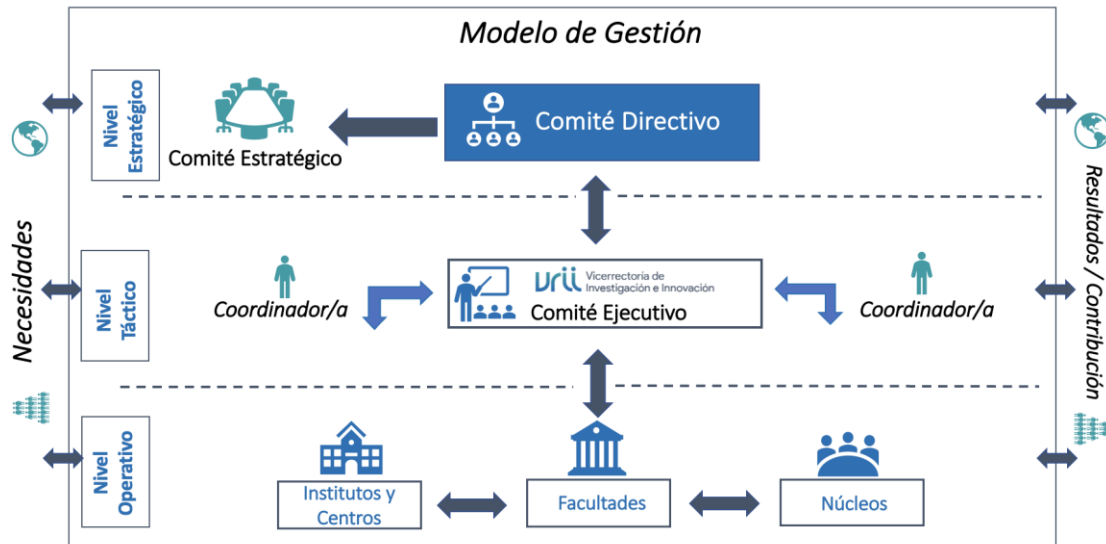 Modelo de Gestión
Nivel
Estratégico
Comité Estratégico
Comité Directivo
Necesidades
Resultados / Contribución
Nivel
Táctico
Coordinador/a
vrii
Vicerrectoría de
Investigación e Innovación
Comité Ejecutivo
Coordinador/a
Nivel
Operativo
Institutos y
Centros
Facultades
Núcleos